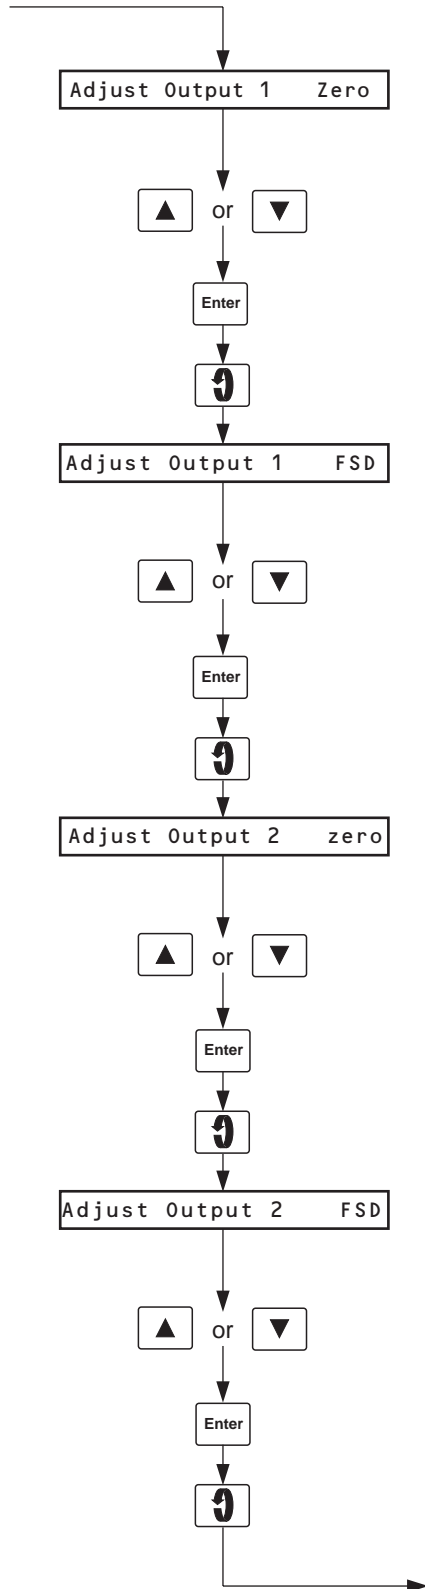 Adjust Output 1 Zero
or
Enter
Adjust Output 1 FSD
or
Enter
Adjust Output 2 zero
or
Enter
Adjust Output 2 FSD
or
Enter